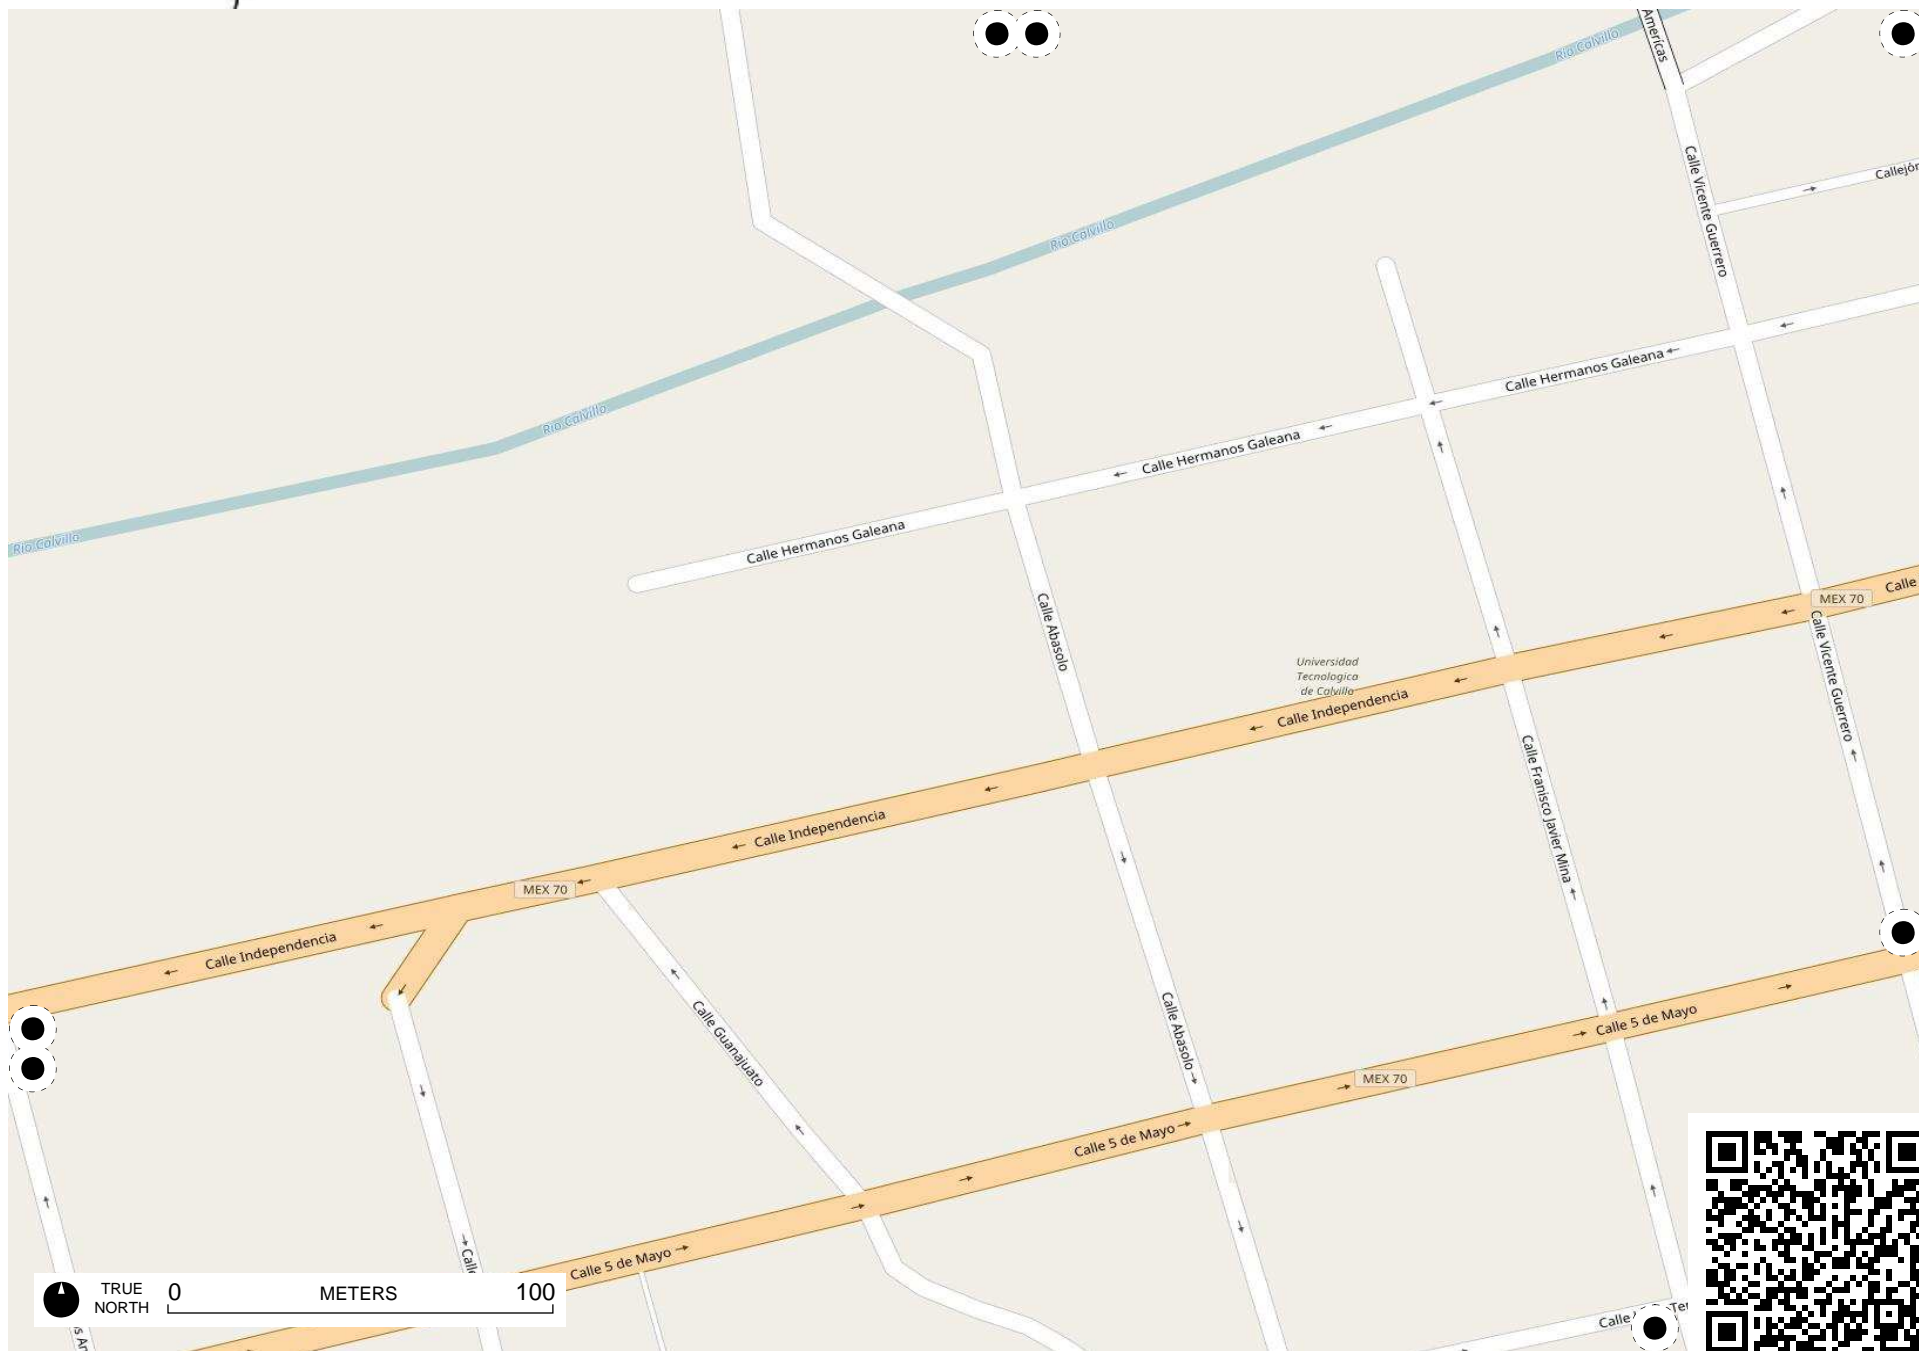 Americas
Río Calvillo
Callejón
Calle Vicente Guerrero
Río Calvillo
Calle Hermanos Galeana
Río Calvillo
Calle Hermanos Galeana
Calle Hermanos Galeana
Río Calvillo
Calle
MEX 70
Calle Abasolo
Calle Vicente Guerrero
Universidad
Tecnologica
de Calvillo
Calle Independencia
Calle Franisco Javier Mina
Calle Independencia
MEX 70
Calle Independencia
Calle Guanajuato
Calle Abasolo
Calle 5 de Mayo
MEX 70
Calle 5 de Mayo
Calle 5 de Mayo
Calle
TRUE
NORTH
0 METERS 100
Calle